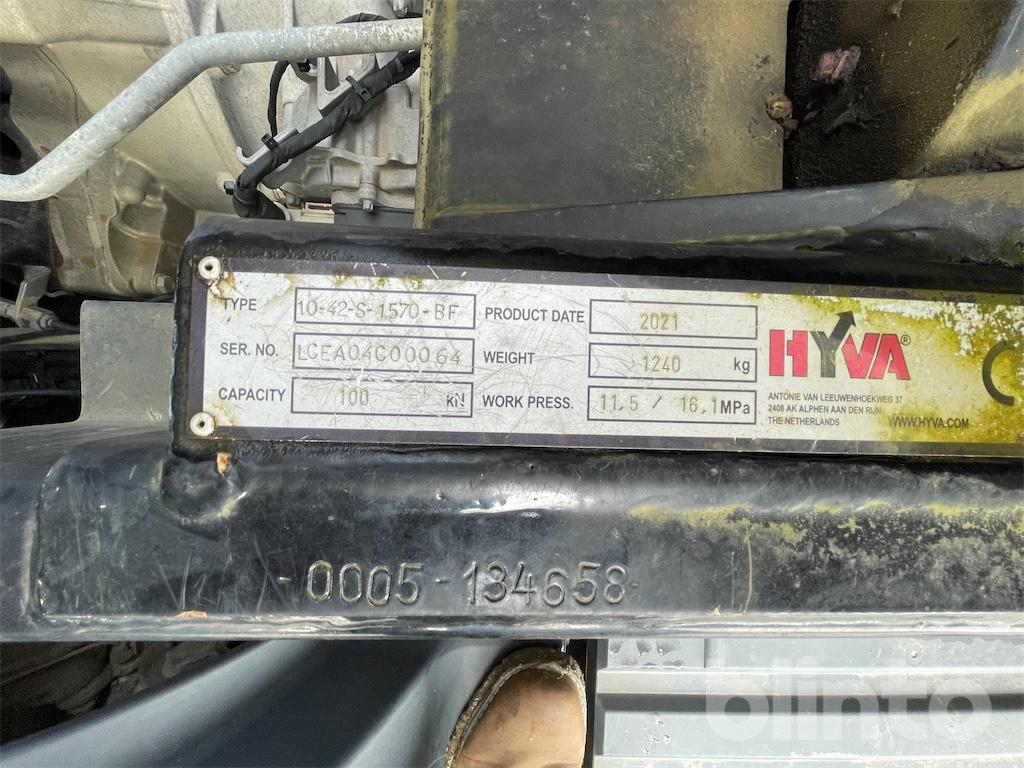 TYPE 10-42-S-1570-BF PRODUCT DATE 2021
SER. NO. LCEA04C00064 WEIGHT 1240 kg
CAPACITY 100 kN WORK PRESS. 11,5 / 16,1 MPa
HYVA®
ANTONIE VAN LEEUWENHOEKWEG 37
2408 AK ALPHEN AAN DEN RIJN
THE NETHERLANDS WWW.HYVA.COM
0005-134658
blinto